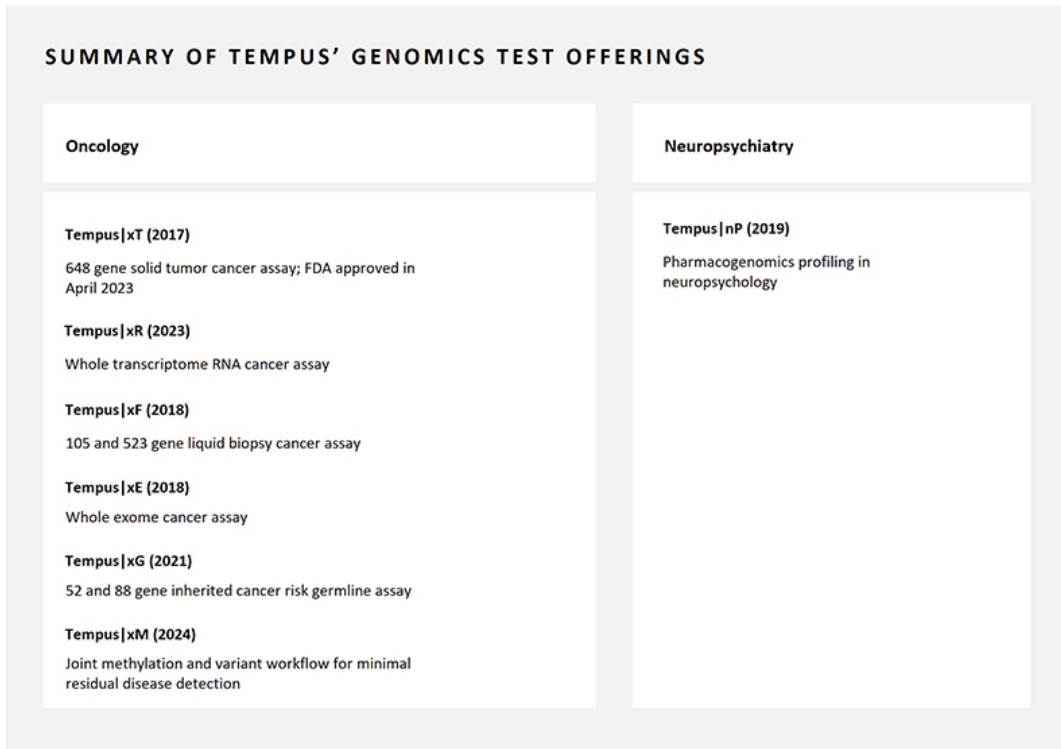 SUMMARY OF TEMPUS’ GENOMICS TEST OFFERINGS
Oncology
Tempus|xT (2017)
648 gene solid tumor cancer assay; FDA approved in
April 2023
Tempus|xR (2023)
Whole transcriptome RNA cancer assay
Tempus|xF (2018)
105 and 523 gene liquid biopsy cancer assay
Tempus|xE (2018)
Whole exome cancer assay
Tempus|xG (2021)
52 and 88 gene inherited cancer risk germline assay
Tempus|xM (2024)
Joint methylation and variant workflow for minimal
residual disease detection
Neuropsychiatry
Tempus|nP (2019)
Pharmacogenomics profiling in
neuropsychology